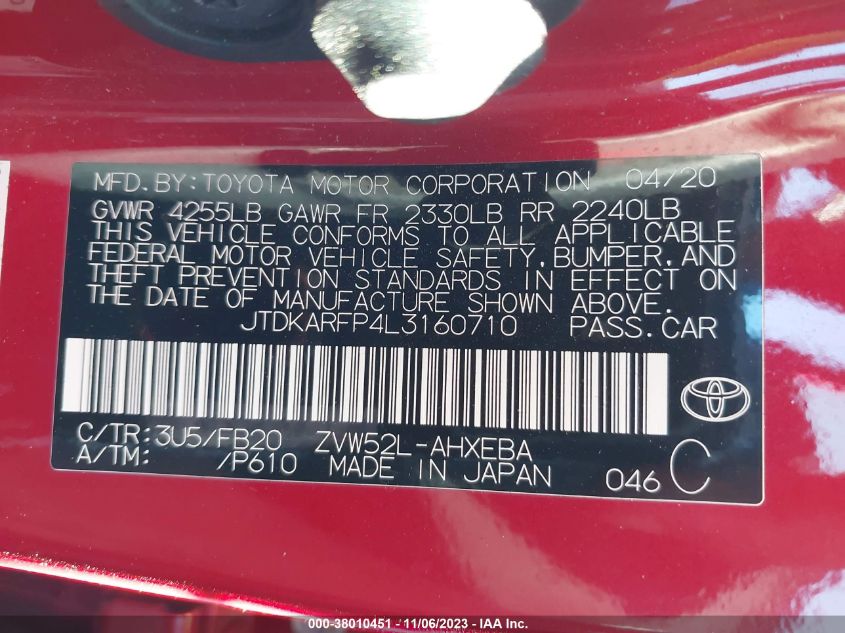 MFD. BY: TOYOTA MOTOR CORPORATION 04/20
GVWR 4255LB GAWR FR 2330LB RR 2240LB
THIS VEHICLE CONFORMS TO ALL APPLICABLE
FEDERAL MOTOR VEHICLE SAFETY, BUMPER, AND
THEFT PREVENTION STANDARDS IN EFFECT ON
THE DATE OF MANUFACTURE SHOWN ABOVE.
JTDKARFP4L3160710 PASS. CAR
C/TR: 3U5/FB20 ZVW52L-AHXEBA
A/TM: /P610 MADE IN JAPAN 046 C
000-38010451 - 11/06/2023 - IAA Inc.